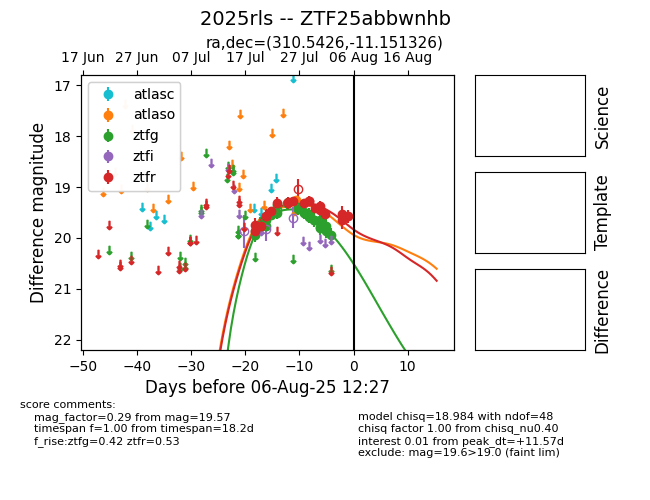 2025rls -- ZTF25abbwnhb
ra,dec=(310.5426,-11.151326)
17 Jun 27 Jun 07 Jul 17 Jul 27 Jul 06 Aug 16 Aug
17
18
19
20
21
22
Difference magnitude
atlasc
atlaso
ztfg
ztfi
ztfr
−50 −40 −30 −20 −10 0 10
Days before 06-Aug-25 12:27
Science
Template
Difference
score comments:
mag_factor=0.29 from mag=19.57
timespan f=1.00 from timespan=18.2d
f_rise:ztfg=0.42 ztfr=0.53
model chisq=18.984 with ndof=48
chisq factor 1.00 from chisq_nu0.40
interest 0.01 from peak_dt=+11.57d
exclude: mag=19.6>19.0 (faint lim)